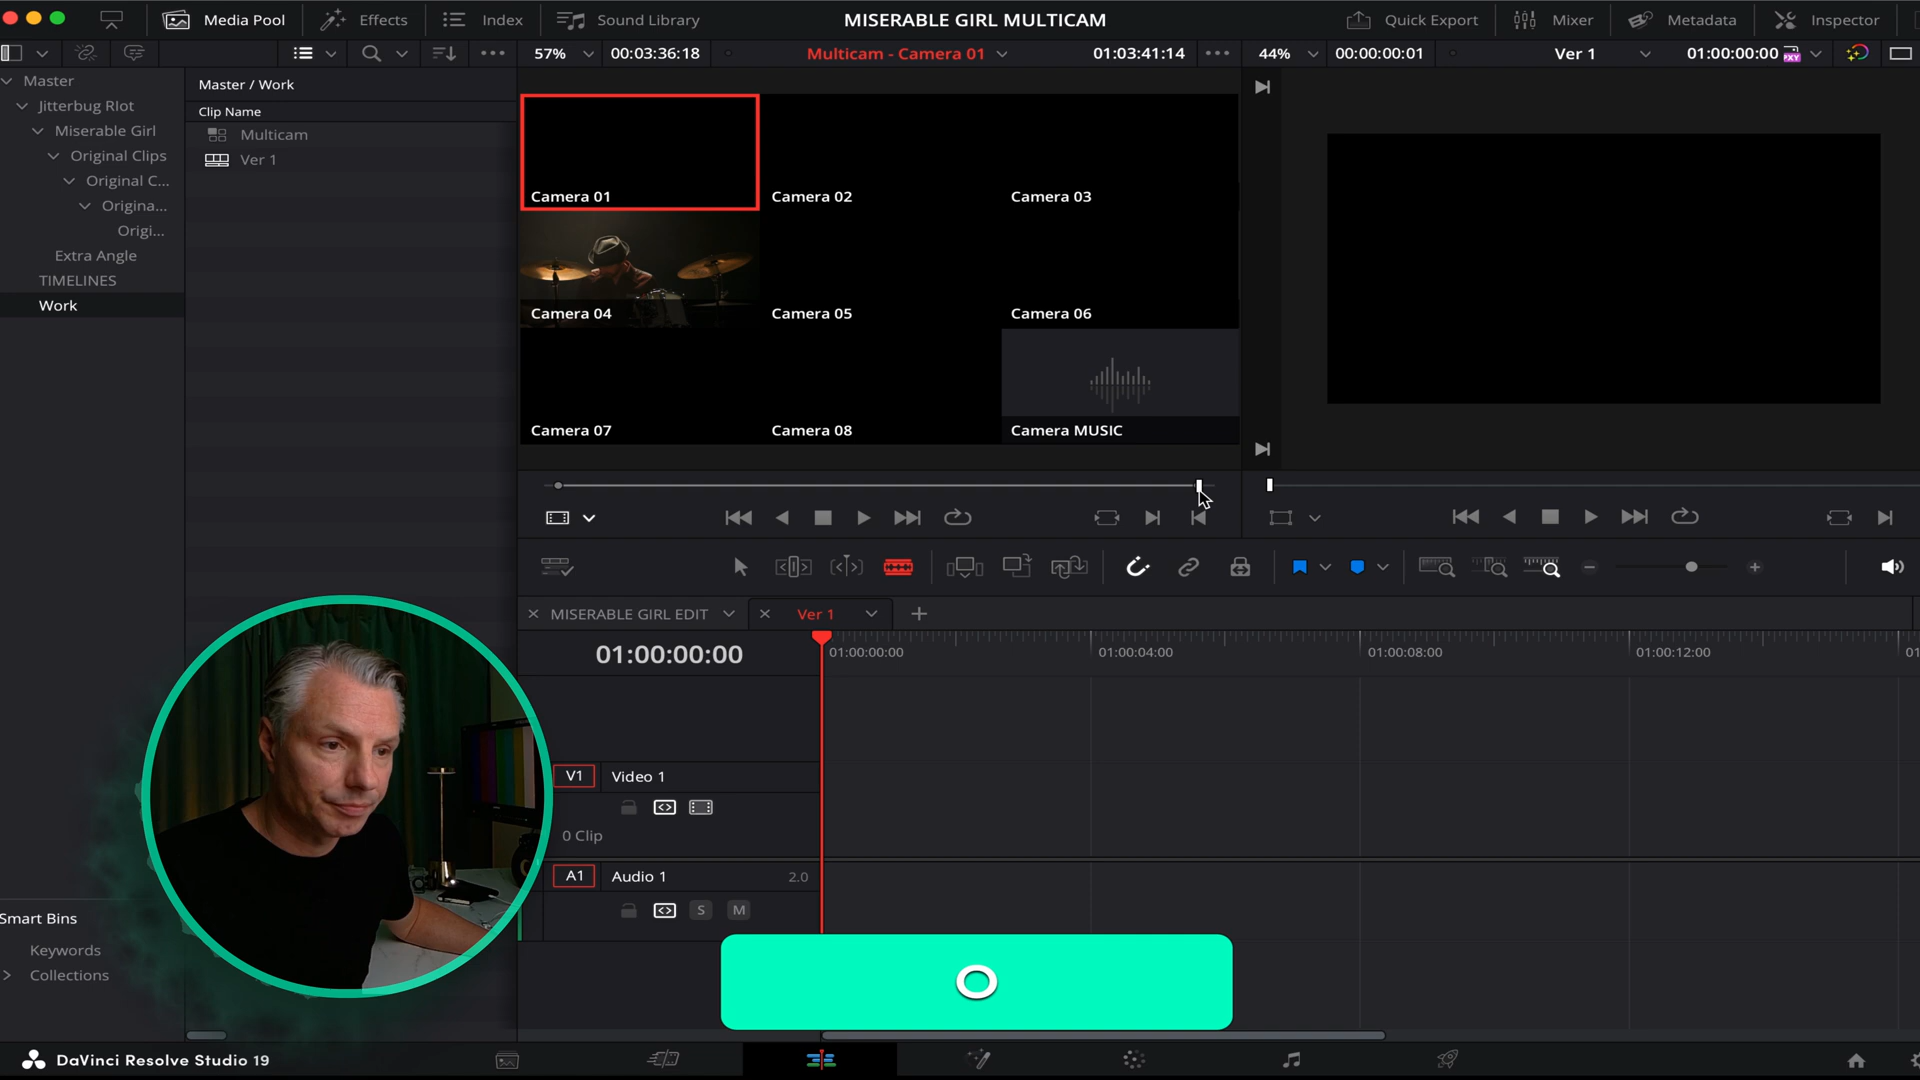 Media Pool
Effects
Index
Sound Library
MISERABLE GIRL MULTICAM
Quick Export
Mixer
Metadata
Inspector
57%
00:03:36:18
Multicam - Camera 01
01:03:41:14
44%
00:00:00:01
Ver 1
01:00:00:00
Master
Jitterbug RIot
Miserable Girl
Original Clips
Original C...
Origina...
Origi...
Extra Angle
TIMELINES
Work
Master / Work
Clip Name
Multicam
Ver 1
Camera 01
Camera 02
Camera 03
Camera 04
Camera 05
Camera 06
Camera 07
Camera 08
Camera MUSIC
MISERABLE GIRL EDIT
Ver 1
01:00:00:00
01:00:00:00
01:00:04:00
01:00:08:00
01:00:12:00
V1
Video 1
0 Clip
A1
Audio 1
2.0
S
M
Smart Bins
Keywords
Collections
O
DaVinci Resolve Studio 19